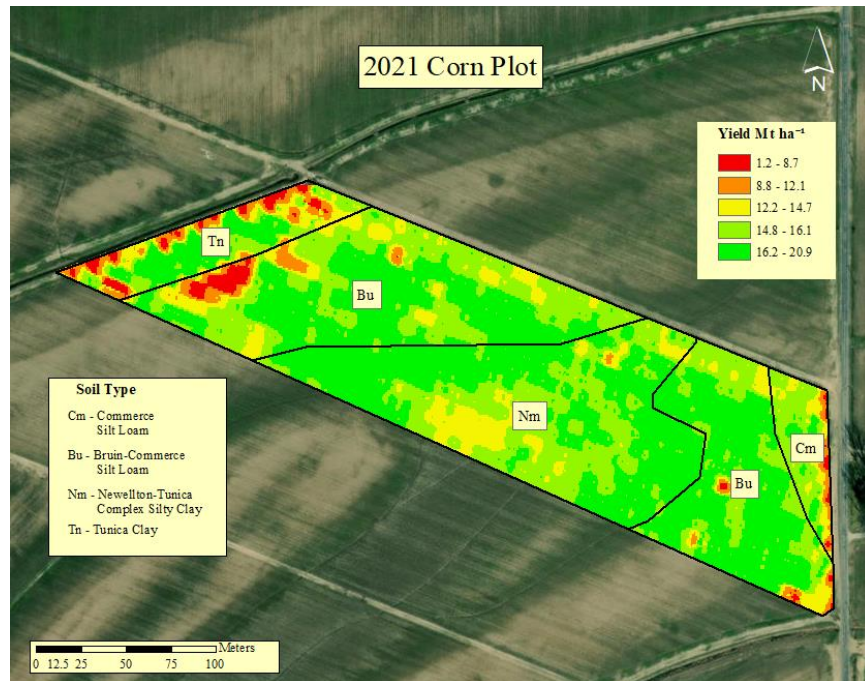 2021 Corn Plot
N
Yield Mt ha⁻¹
1.2 - 8.7
8.8 - 12.1
12.2 - 14.7
14.8 - 16.1
16.2 - 20.9
Tn
Bu
Nm
Cm
Bu
Soil Type
Cm - Commerce
Silt Loam
Bu - Bruin-Commerce
Silt Loam
Nm - Newellton-Tunica
Complex Silty Clay
Tn - Tunica Clay
Meters
0 12.5 25 50 75 100